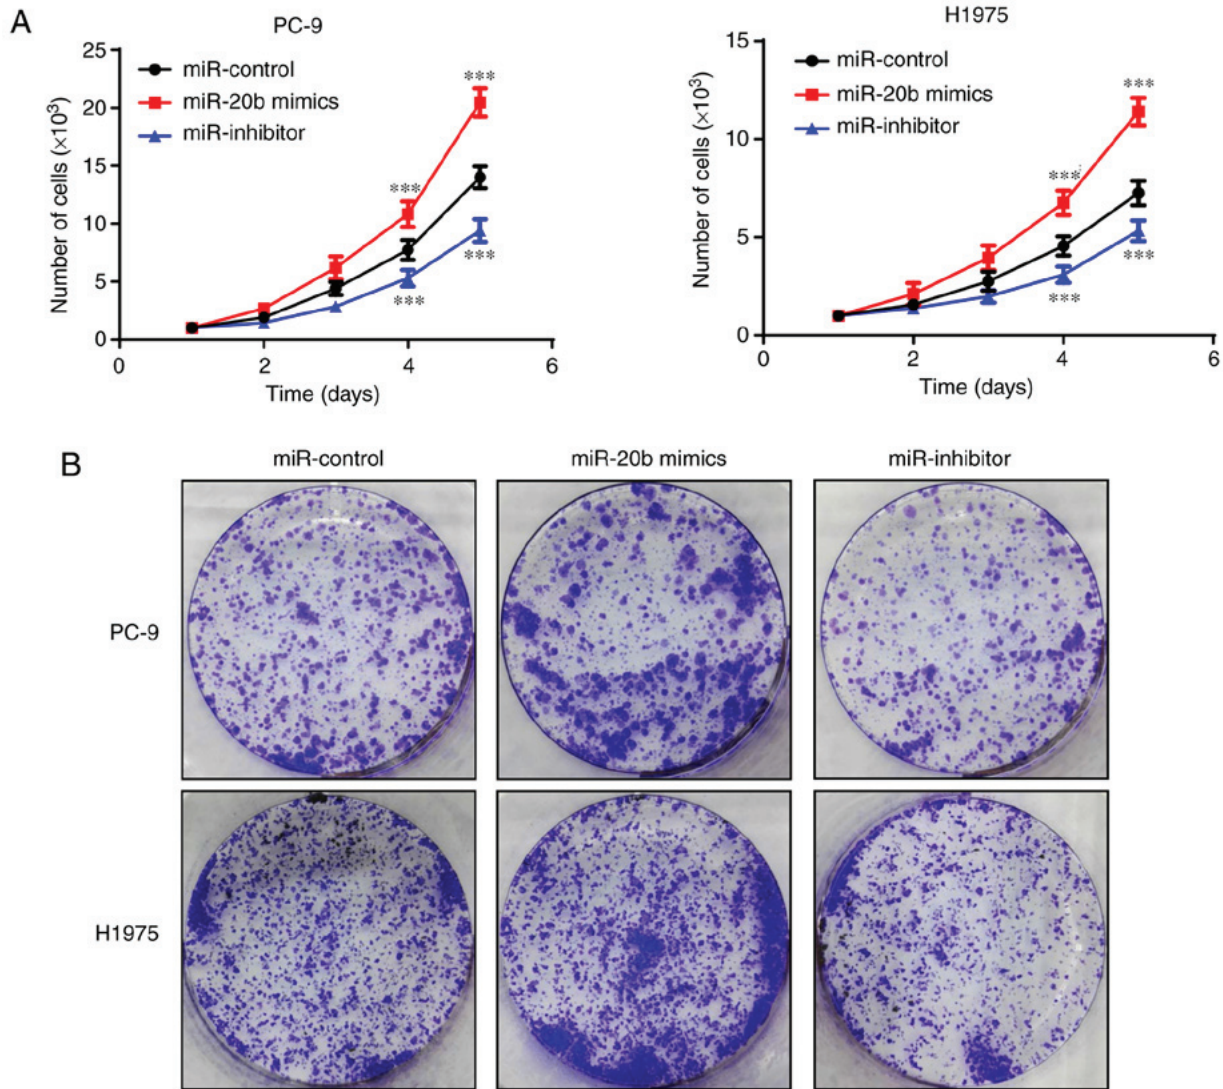 A
PC-9
Number of cells (×10³)
25
20
15
10
5
0
0
2
4
6
Time (days)
miR-control
miR-20b mimics
miR-inhibitor
***
***
***
***
H1975
Number of cells (×10³)
15
10
5
0
0
2
4
6
Time (days)
miR-control
miR-20b mimics
miR-inhibitor
***
***
***
***
B
miR-control
miR-20b mimics
miR-inhibitor
PC-9
H1975